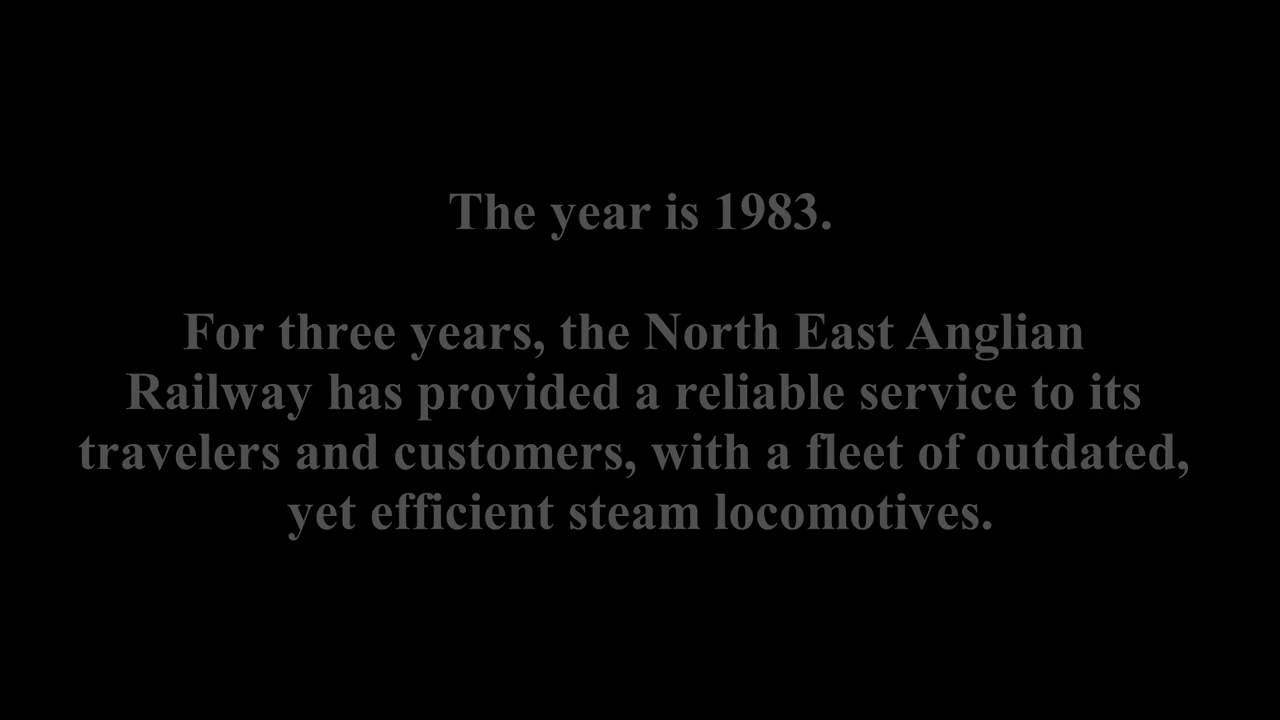 The year is 1983.
For three years, the North East Anglian
Railway has provided a reliable service to its
travelers and customers, with a fleet of outdated,
yet efficient steam locomotives.